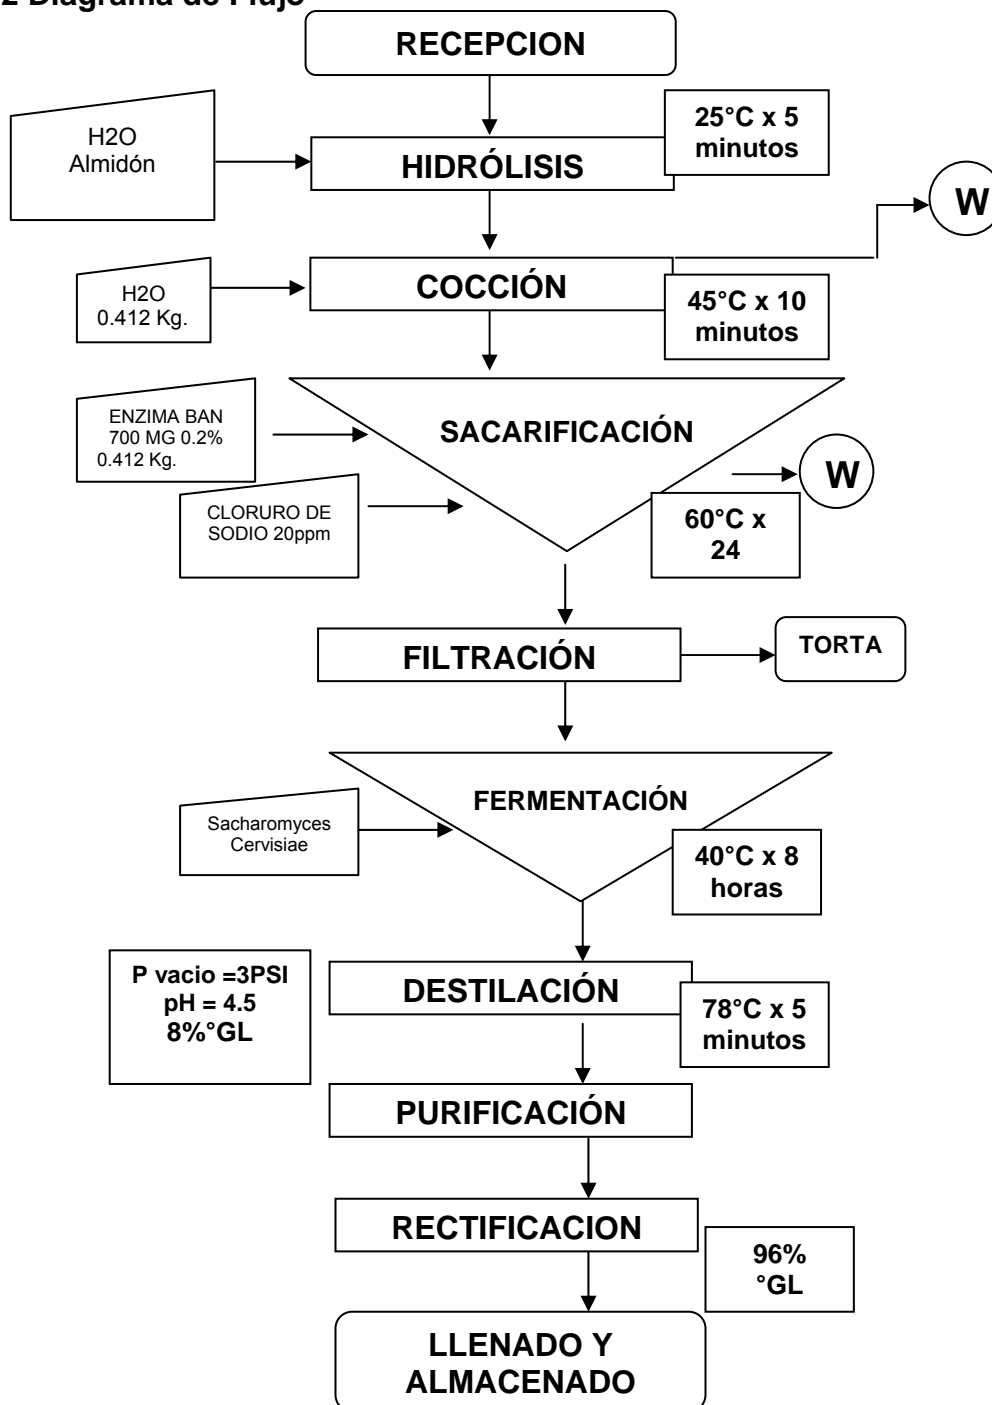 2 Diagrama de Flujo
RECEPCION
H2O
Almidón
25°C x 5
minutos
HIDRÓLISIS
W
H2O
0.412 Kg.
COCCIÓN
45°C x 10
minutos
ENZIMA BAN
700 MG 0.2%
0.412 Kg.
SACARIFICACIÓN
W
CLORURO DE
SODIO 20ppm
60°C x
24
FILTRACIÓN
TORTA
FERMENTACIÓN
Sacharomyces
Cervisiae
40°C x 8
horas
P vacio =3PSI
pH = 4.5
8%°GL
DESTILACIÓN
78°C x 5
minutos
PURIFICACIÓN
RECTIFICACION
96%
°GL
LLENADO Y
ALMACENADO